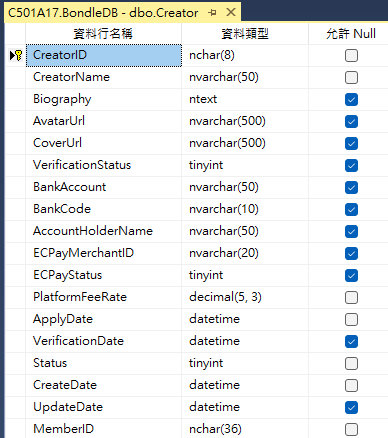 C501A17.BondleDB - dbo.Creator
資料行名稱 資料類型 允許 Null
CreatorID nchar(8)
CreatorName nvarchar(50)
Biography ntext
AvatarUrl nvarchar(500)
CoverUrl nvarchar(500)
VerificationStatus tinyint
BankAccount nvarchar(50)
BankCode nvarchar(10)
AccountHolderName nvarchar(50)
ECPayMerchantID nvarchar(20)
ECPayStatus tinyint
PlatformFeeRate decimal(5, 3)
ApplyDate datetime
VerificationDate datetime
Status tinyint
CreateDate datetime
UpdateDate datetime
MemberID nchar(36)